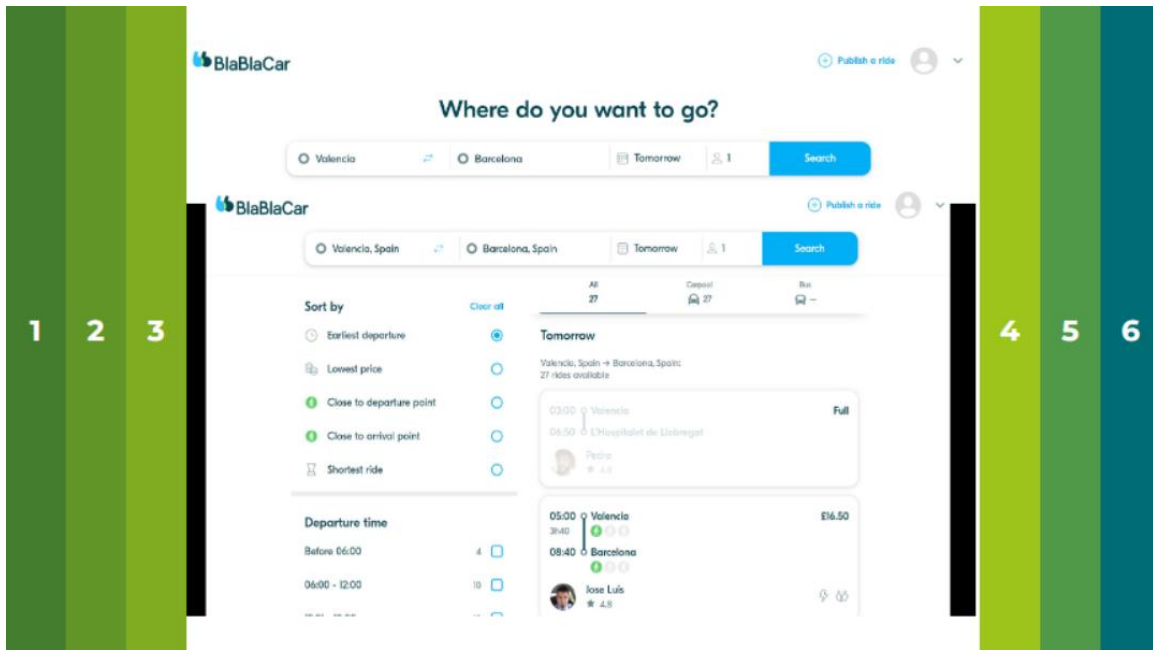 BlaBlaCar
Publish a ride
Where do you want to go?
Valencia
Barcelona
Tomorrow
1
Search
BlaBlaCar
Publish a ride
Valencia, Spain
Barcelona, Spain
Tomorrow
1
Search
All
27
Carpool
27
Bus
–
Sort by
Clear all
Earliest departure
Lowest price
Close to departure point
Close to arrival point
Shortest ride
Departure time
Before 06:00
4
06:00 - 12:00
10
Tomorrow
Valencia, Spain → Barcelona, Spain:
27 rides available
03:00 Valencia
Full
06:50 L'Hospitalet de Llobregat
Pedro
4.8
05:00 Valencia
£16.50
3h40
08:40 Barcelona
Jose Luis
4.8
1
2
3
4
5
6